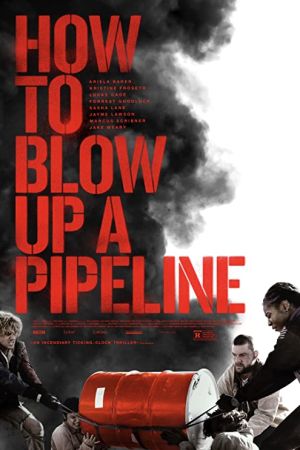 HOW
TO
BLOW
UP A
PIPELINE
ARIELA BARER
KRISTINE FROSETH
LUKAS GAGE
FORREST GOODLUCK
SASHA LANE
JAYME LAWSON
MARCUS SCRIBNER
JAKE WEARY
NEON
R
"AN INCENDIARY TICKING-CLOCK THRILLER."